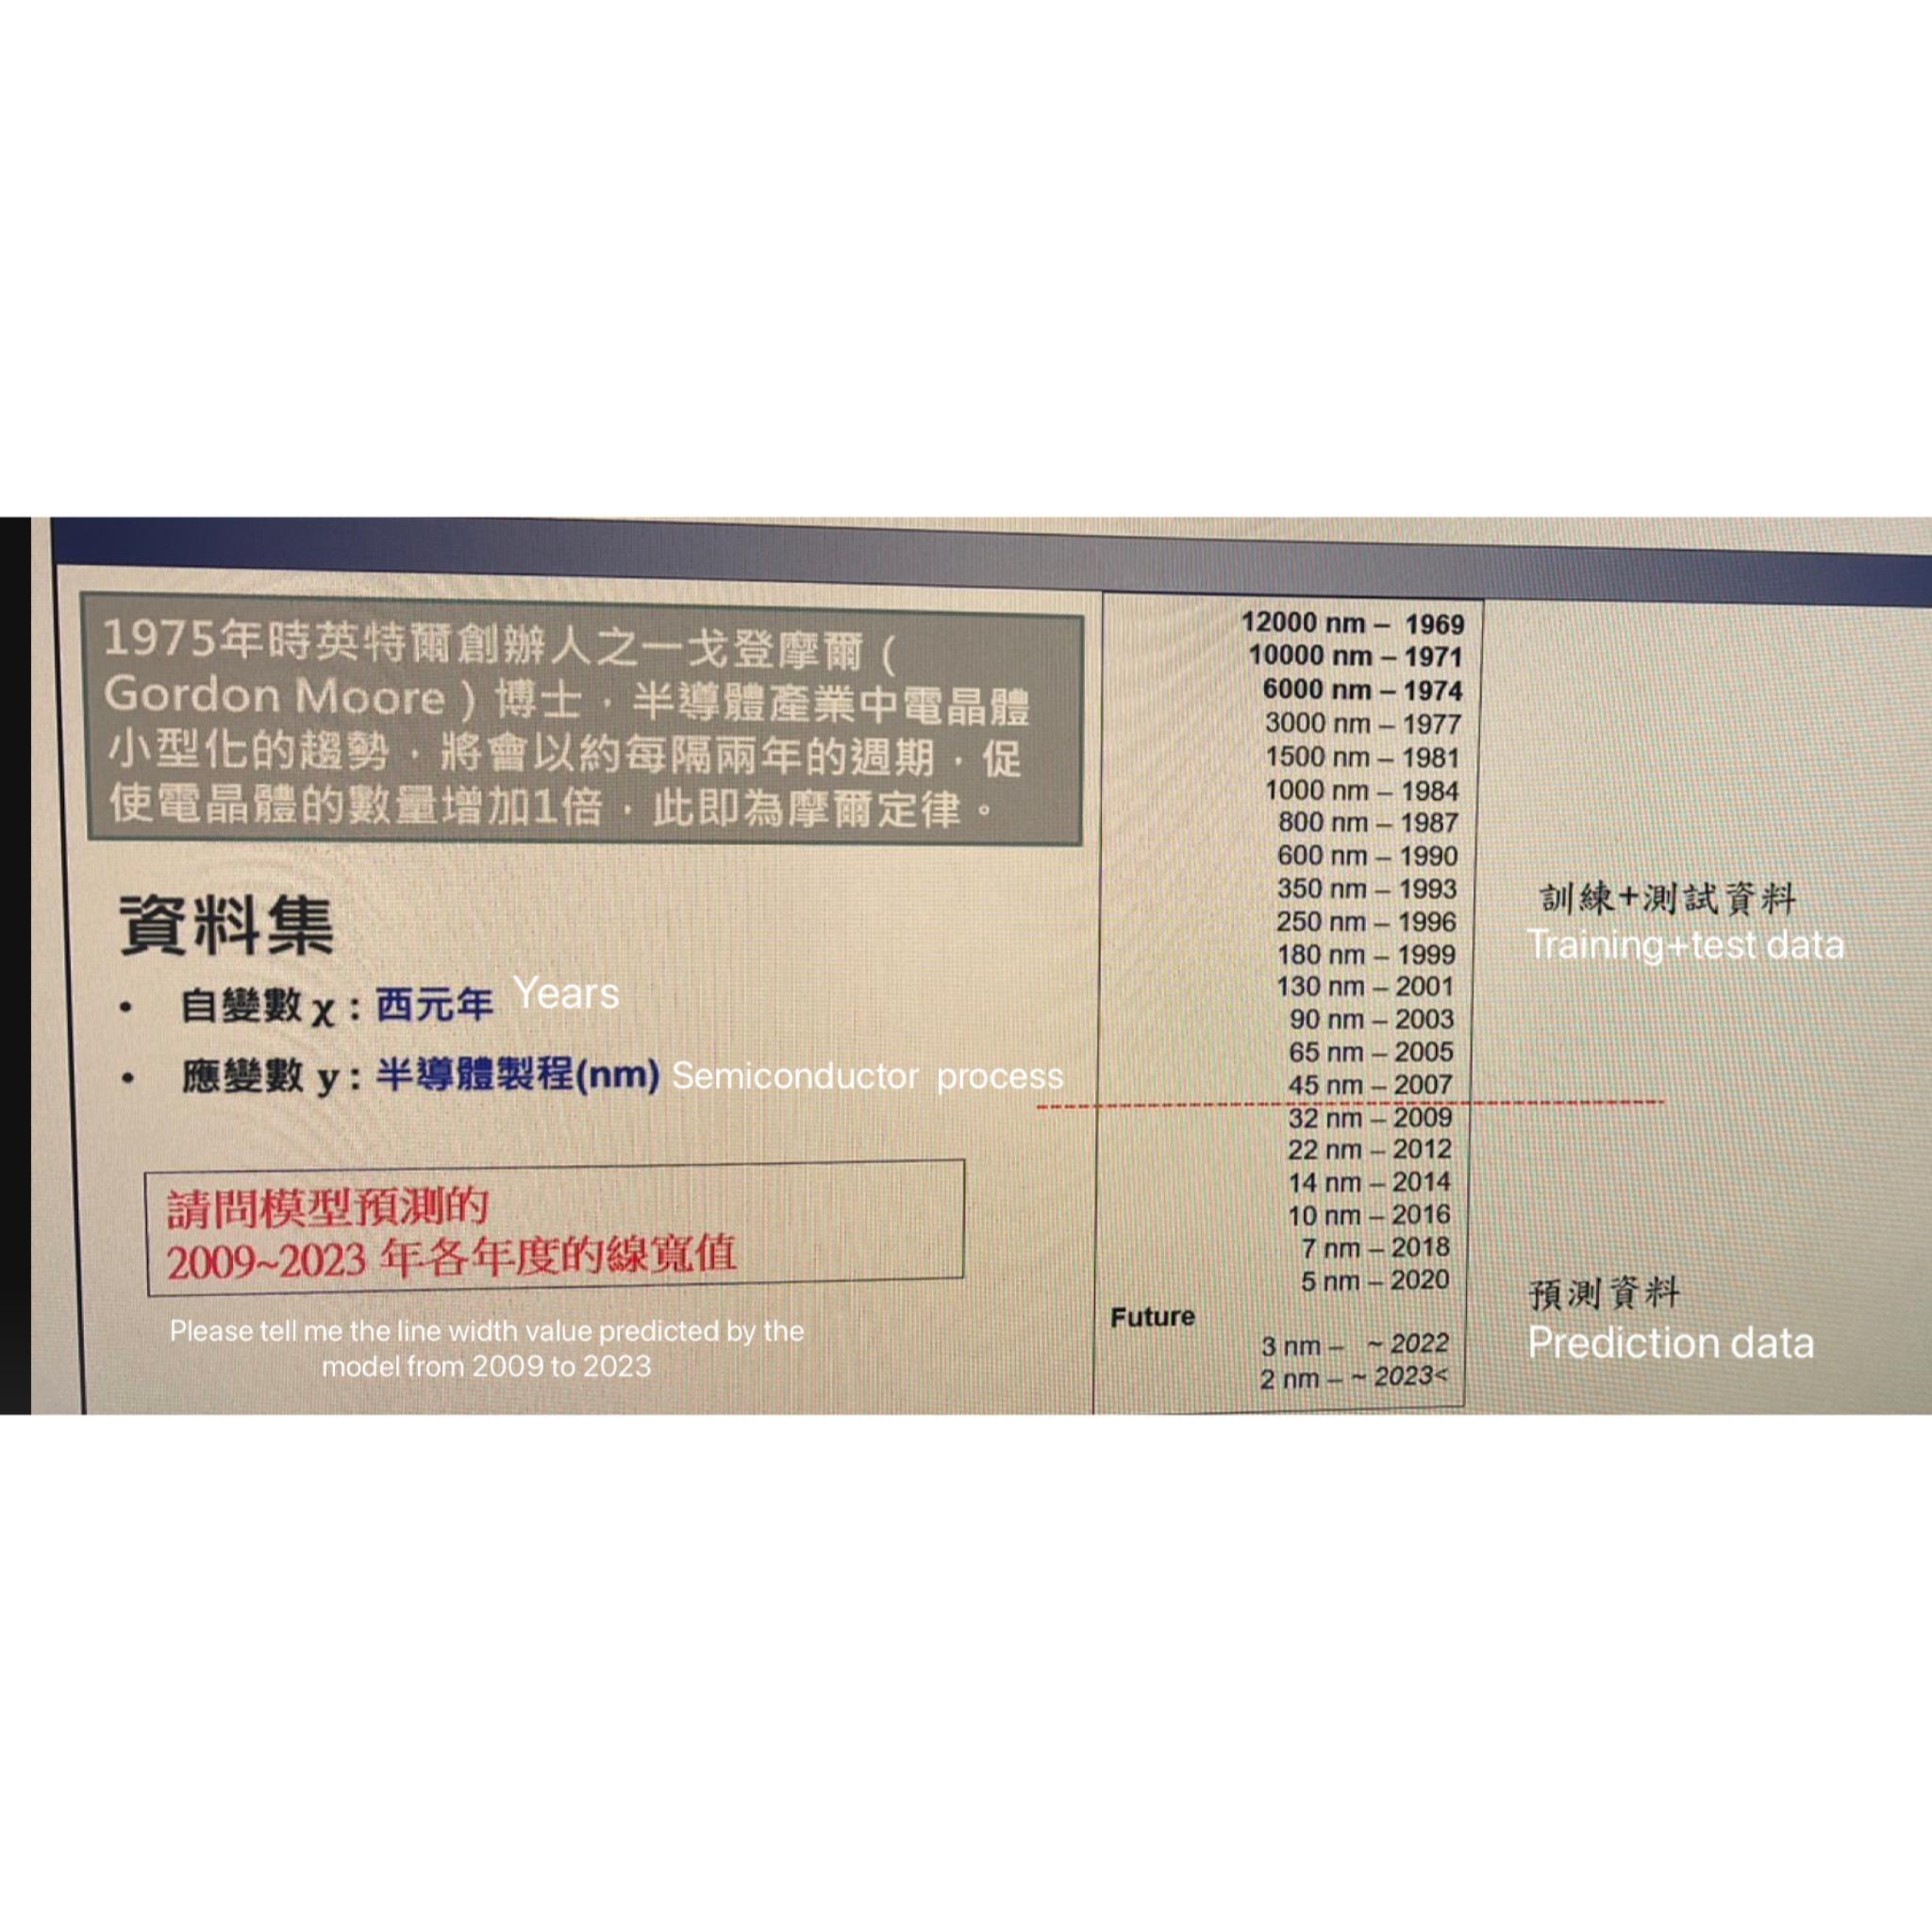 1975年時英特爾創辦人之一戈登摩爾（
Gordon Moore）博士，半導體產業中電晶體
小型化的趨勢，將會以約每隔兩年的週期，促
使電晶體的數量增加1倍，此即為摩爾定律。
資料集
• 自變數 x：西元年 Years
• 應變數 y：半導體製程(nm) Semiconductor process
請問模型預測的
2009~2023 年各年度的線寬值
Please tell me the line width value predicted by the
model from 2009 to 2023
12000 nm – 1969
10000 nm – 1971
6000 nm – 1974
3000 nm – 1977
1500 nm – 1981
1000 nm – 1984
800 nm – 1987
600 nm – 1990
350 nm – 1993
250 nm – 1996
180 nm – 1999
130 nm – 2001
90 nm – 2003
65 nm – 2005
45 nm – 2007
32 nm – 2009
22 nm – 2012
14 nm – 2014
10 nm – 2016
7 nm – 2018
5 nm – 2020
Future
3 nm – ~ 2022
2 nm – ~ 2023<
訓練+測試資料
Training+test data
預測資料
Prediction data